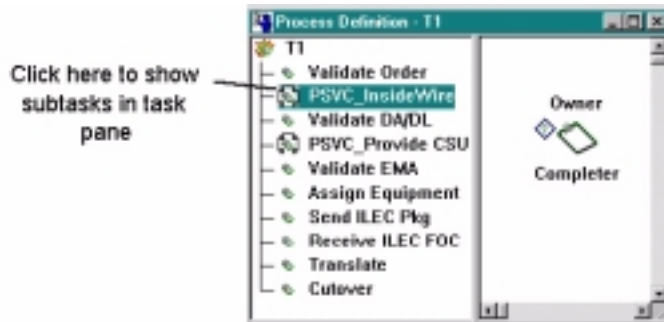 Process Definition - T1
Click here to show
subtasks in task
pane
T1
Validate Order
PSVC_InsideWire
Validate DA/DL
PSVC_Provide CSU
Validate EMA
Assign Equipment
Send ILEC Pkg
Receive ILEC FOC
Translate
Cutover
Owner
Completer